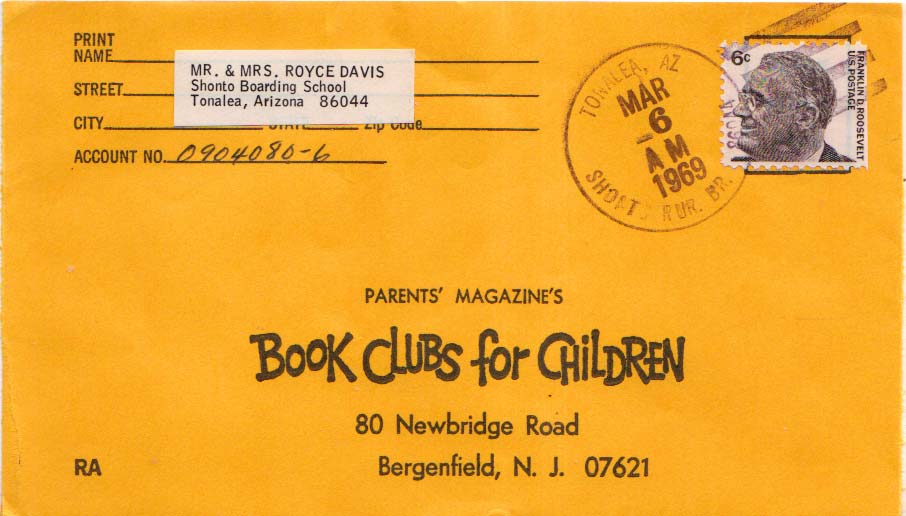 PRINT
NAME
MR. & MRS. ROYCE DAVIS
STREET Shonto Boarding School
Tonalea, Arizona 86044
CITY STATE Zip Code
ACCOUNT NO. 0904080-6
TONALEA, AZ
MAR
6
AM
1969
RUR. BR.
6c
FRANKLIN D. ROOSEVELT
U.S. POSTAGE
PARENTS' MAGAZINE'S
BOOK CLUBS for CHILDREN
80 Newbridge Road
RA Bergenfield, N. J. 07621